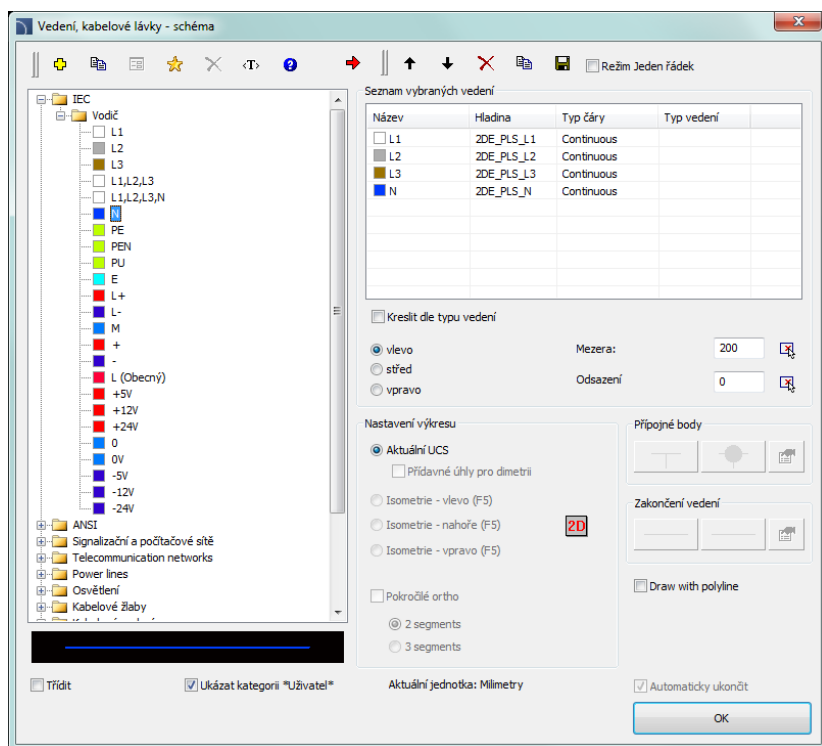 Vedení, kabelové lávky - schéma
‹T›
Režim Jeden řádek
IEC
Vodič
L1
L2
L3
L1,L2,L3
L1,L2,L3,N
N
PE
PEN
PU
E
L+
L-
M
+
-
L (Obecný)
+5V
+12V
+24V
0
0V
-5V
-12V
-24V
ANSI
Signalizační a počítačové sítě
Telecommunication networks
Power lines
Osvětlení
Kabelové žlaby
Třídit
Ukázat kategorii *Uživatel*
Seznam vybraných vedení
Název Hladina Typ čáry Typ vedení
L1 2DE_PLS_L1 Continuous
L2 2DE_PLS_L2 Continuous
L3 2DE_PLS_L3 Continuous
N 2DE_PLS_N Continuous
Kreslit dle typu vedení
vlevo
střed
vpravo
Mezera: 200
Odsazení 0
Nastavení výkresu
Aktuální UCS
Přídavné úhly pro dimetrii
Isometrie - vlevo (F5)
Isometrie - nahoře (F5)
Isometrie - vpravo (F5)
2D
Pokročilé ortho
2 segments
3 segments
Přípojné body
Zakončení vedení
Draw with polyline
Aktuální jednotka: Milimetry
Automaticky ukončit
OK